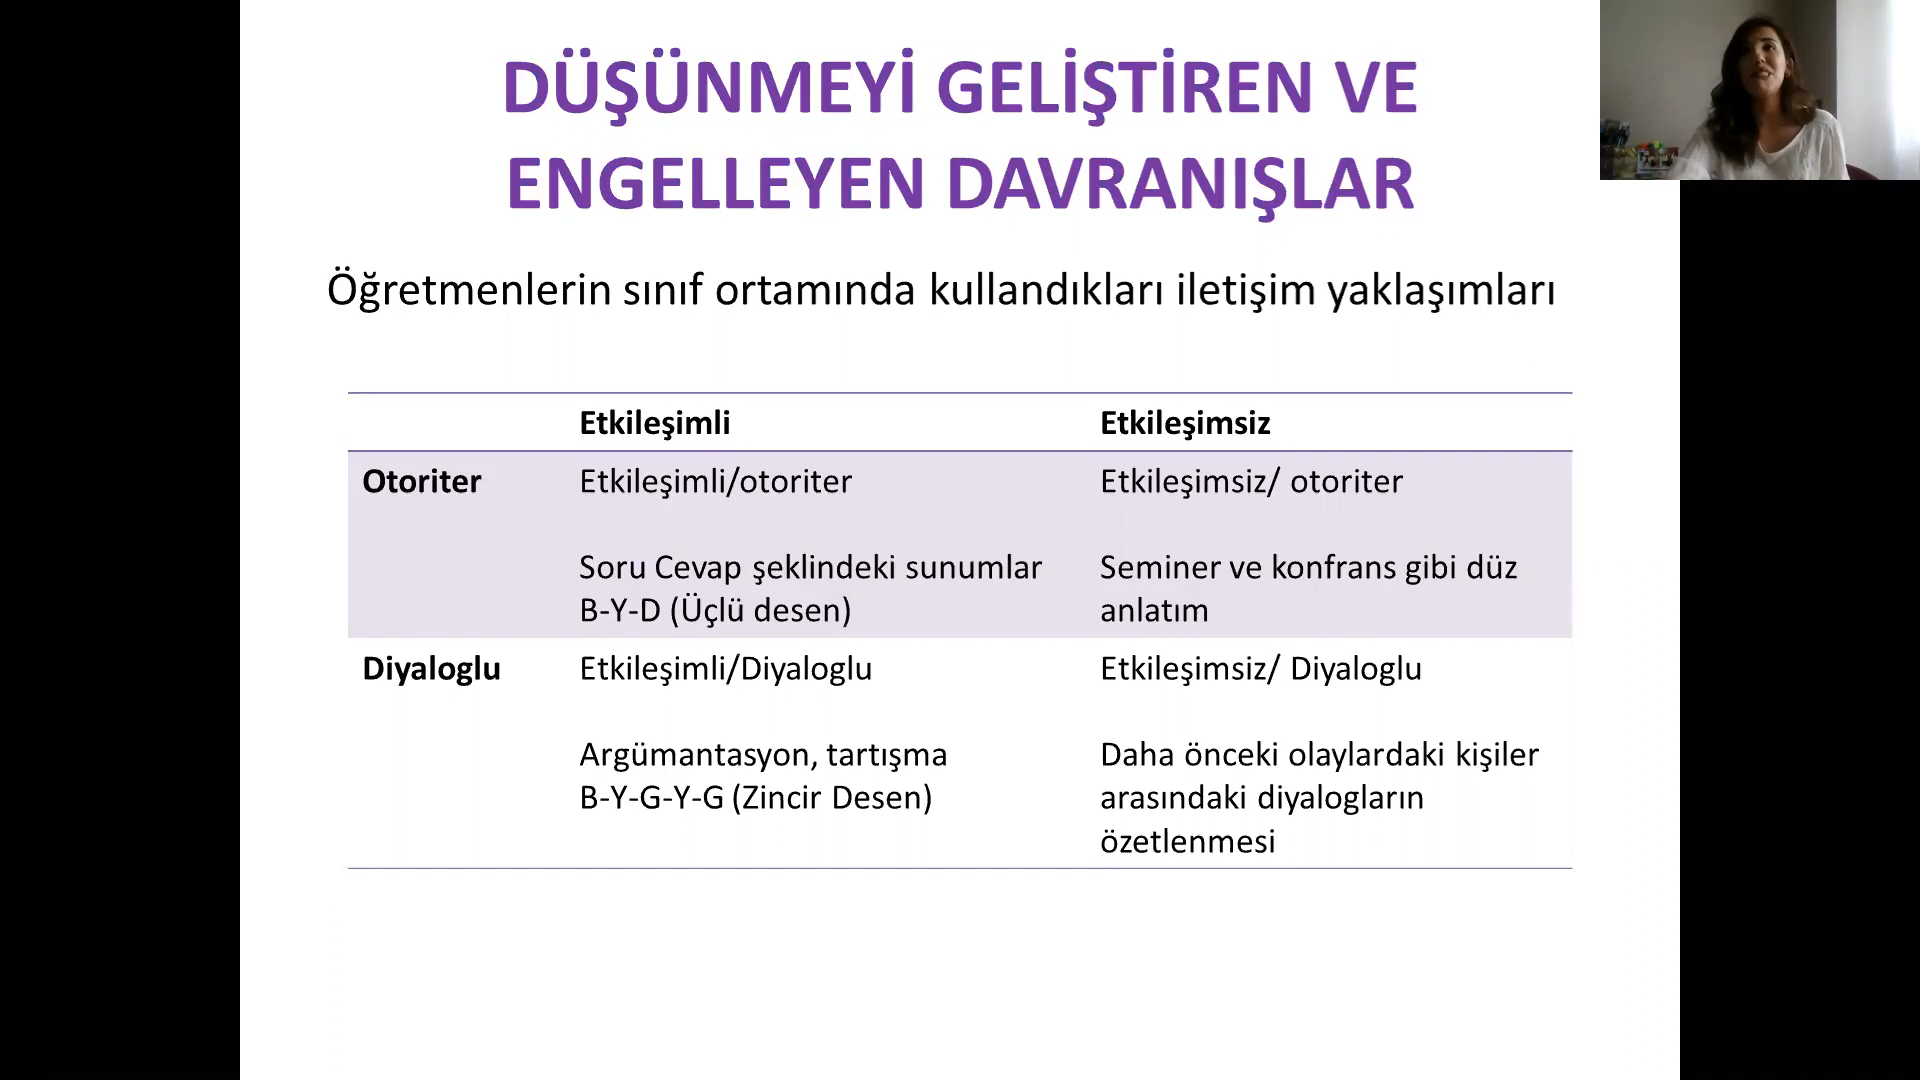 DÜŞÜNMEYİ GELİŞTİREN VE
ENGELLEYEN DAVRANIŞLAR
Öğretmenlerin sınıf ortamında kullandıkları iletişim yaklaşımları
Etkileşimli Etkileşimsiz
Otoriter Etkileşimli/otoriter Etkileşimsiz/ otoriter
Soru Cevap şeklindeki sunumlar Seminer ve konfrans gibi düz
B-Y-D (Üçlü desen) anlatım
Diyaloglu Etkileşimli/Diyaloglu Etkileşimsiz/ Diyaloglu
Argümantasyon, tartışma Daha önceki olaylardaki kişiler
B-Y-G-Y-G (Zincir Desen) arasındaki diyalogların
özetlenmesi